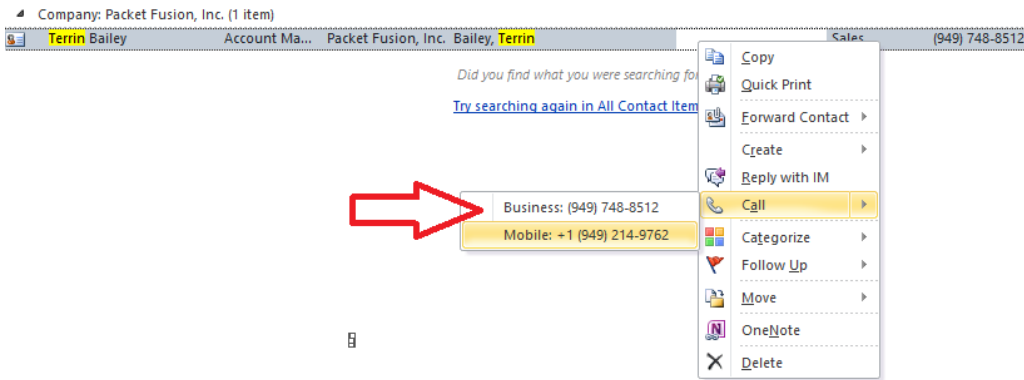 Company: Packet Fusion, Inc. (1 item)
Terrin Bailey Account Ma... Packet Fusion, Inc. Bailey, Terrin Sales (949) 748-8512
Did you find what you were searching for
Try searching again in All Contact Item
Copy
Quick Print
Forward Contact
Create
Reply with IM
Call
Business: (949) 748-8512
Mobile: +1 (949) 214-9762
Categorize
Follow Up
Move
OneNote
Delete